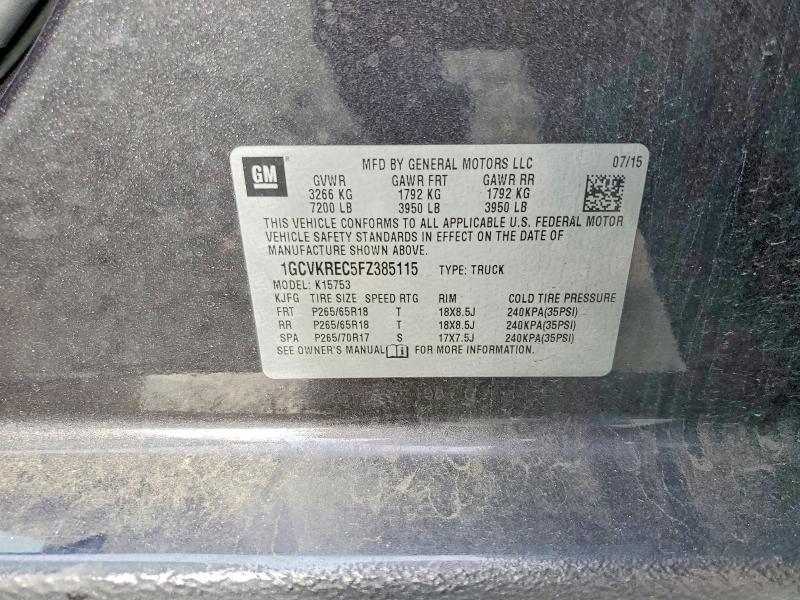 GM MFD BY GENERAL MOTORS LLC 07/15
GVWR GAWR FRT GAWR RR
3266 KG 1792 KG 1792 KG
7200 LB 3950 LB 3950 LB
THIS VEHICLE CONFORMS TO ALL APPLICABLE U.S. FEDERAL MOTOR
VEHICLE SAFETY STANDARDS IN EFFECT ON THE DATE OF
MANUFACTURE SHOWN ABOVE.
1GCVKREC5FZ385115 TYPE: TRUCK
MODEL: K15753
KJFG TIRE SIZE SPEED RTG RIM COLD TIRE PRESSURE
FRT P265/65R18 T 18X8.5J 240KPA(35PSI)
RR P265/65R18 T 18X8.5J 240KPA(35PSI)
SPA P265/70R17 S 17X7.5J 240KPA(35PSI)
SEE OWNER'S MANUAL FOR MORE INFORMATION.